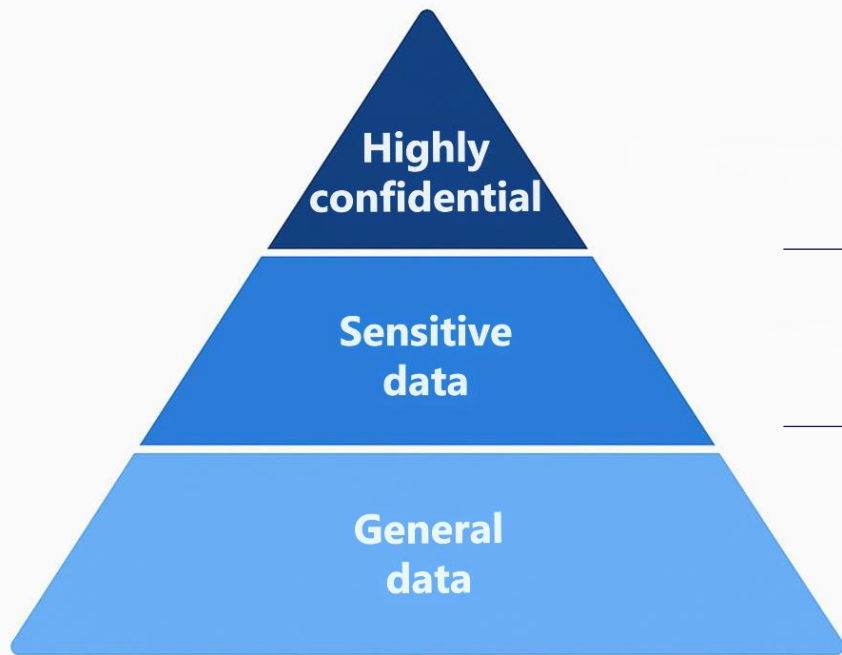 Highly
confidential
Sensitive
data
General
data